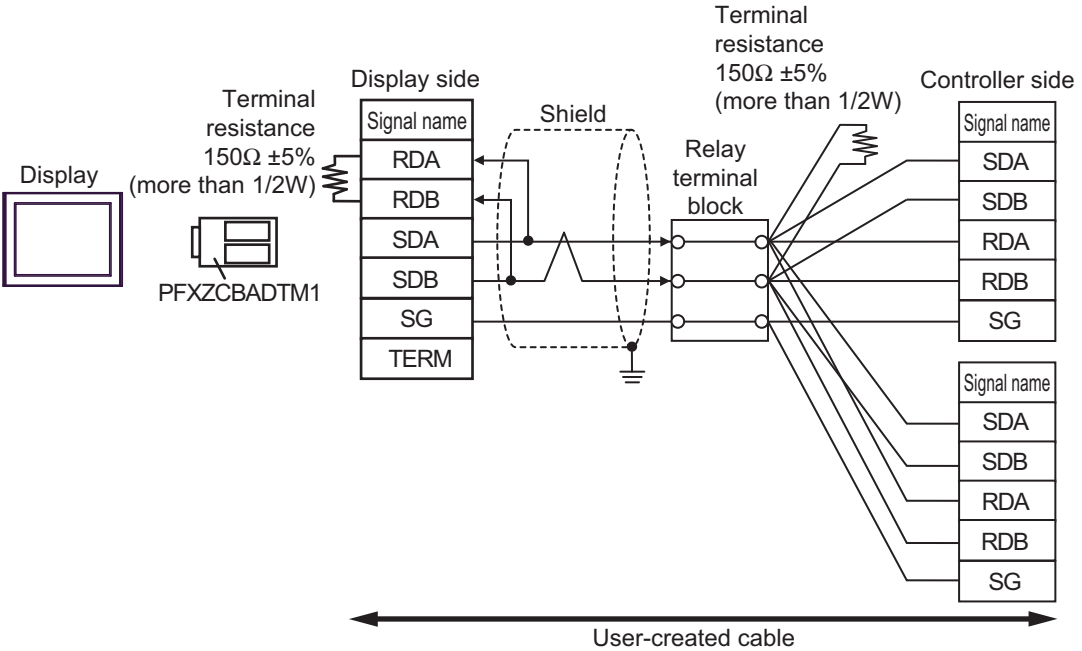 Display
Terminal
resistance
150Ω ±5%
(more than 1/2W)
PFXZCBADTM1
Display side
Signal name
RDA
RDB
SDA
SDB
SG
TERM
Shield
Relay
terminal
block
Terminal
resistance
150Ω ±5%
(more than 1/2W)
Controller side
Signal name
SDA
SDB
RDA
RDB
SG
Signal name
SDA
SDB
RDA
RDB
SG
User-created cable